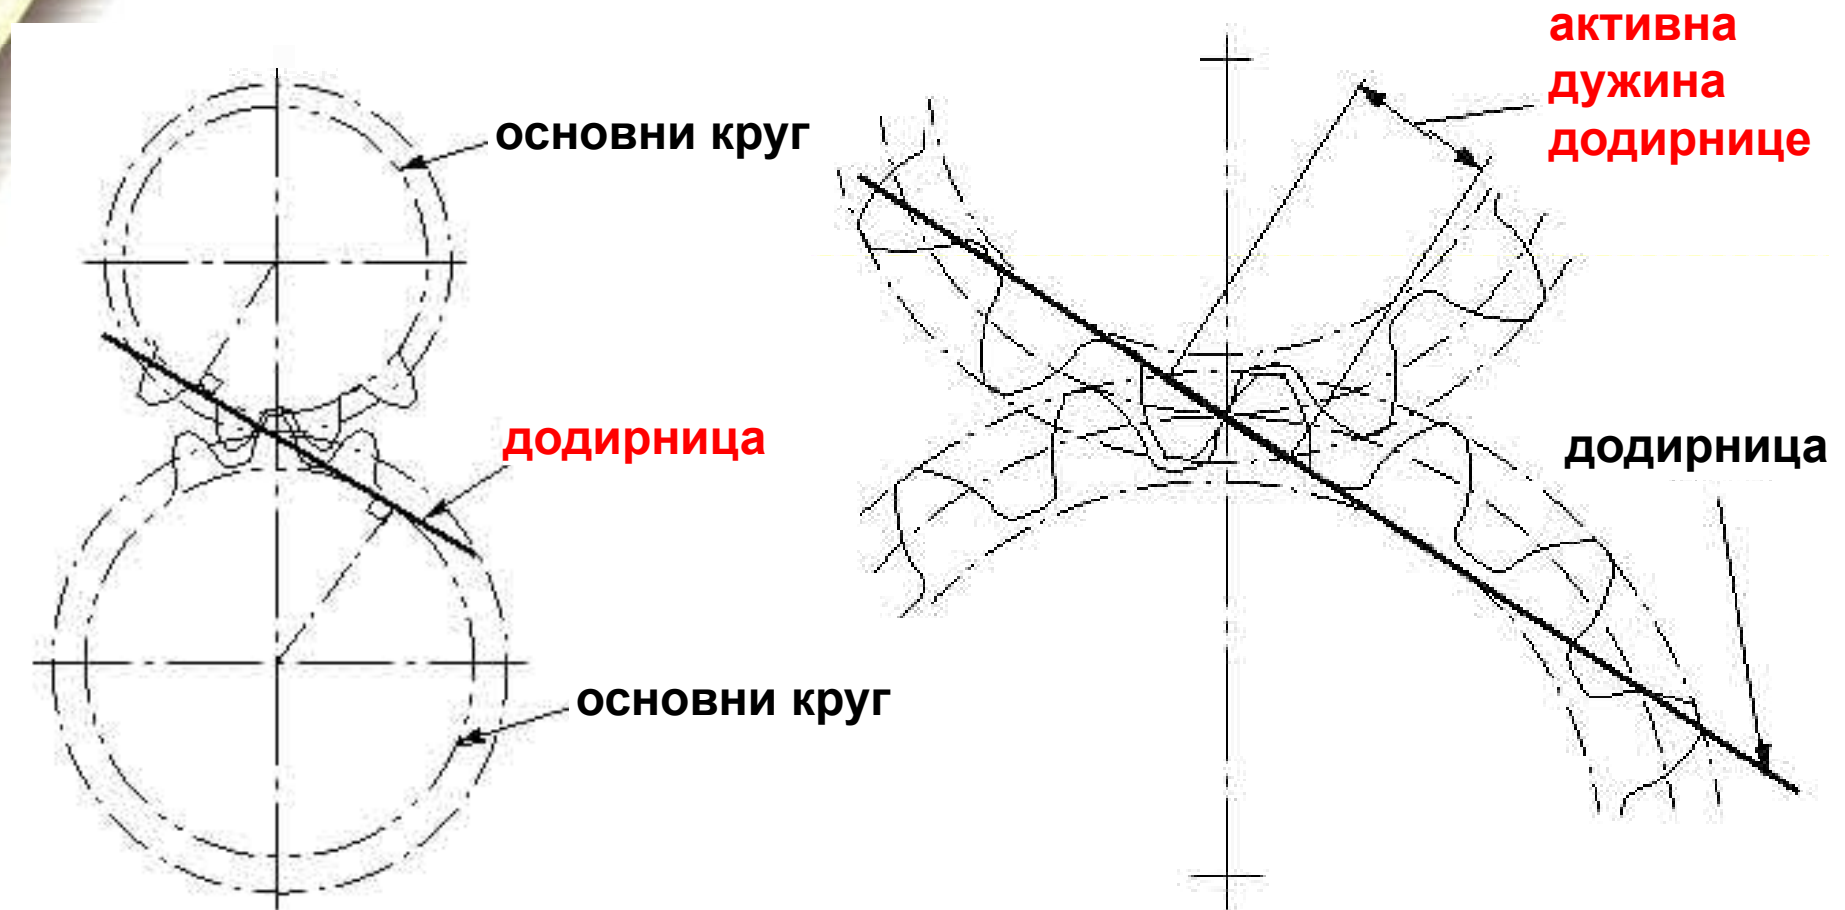 активна
дужина
додирнице
основни круг
додирница
додирница
основни круг